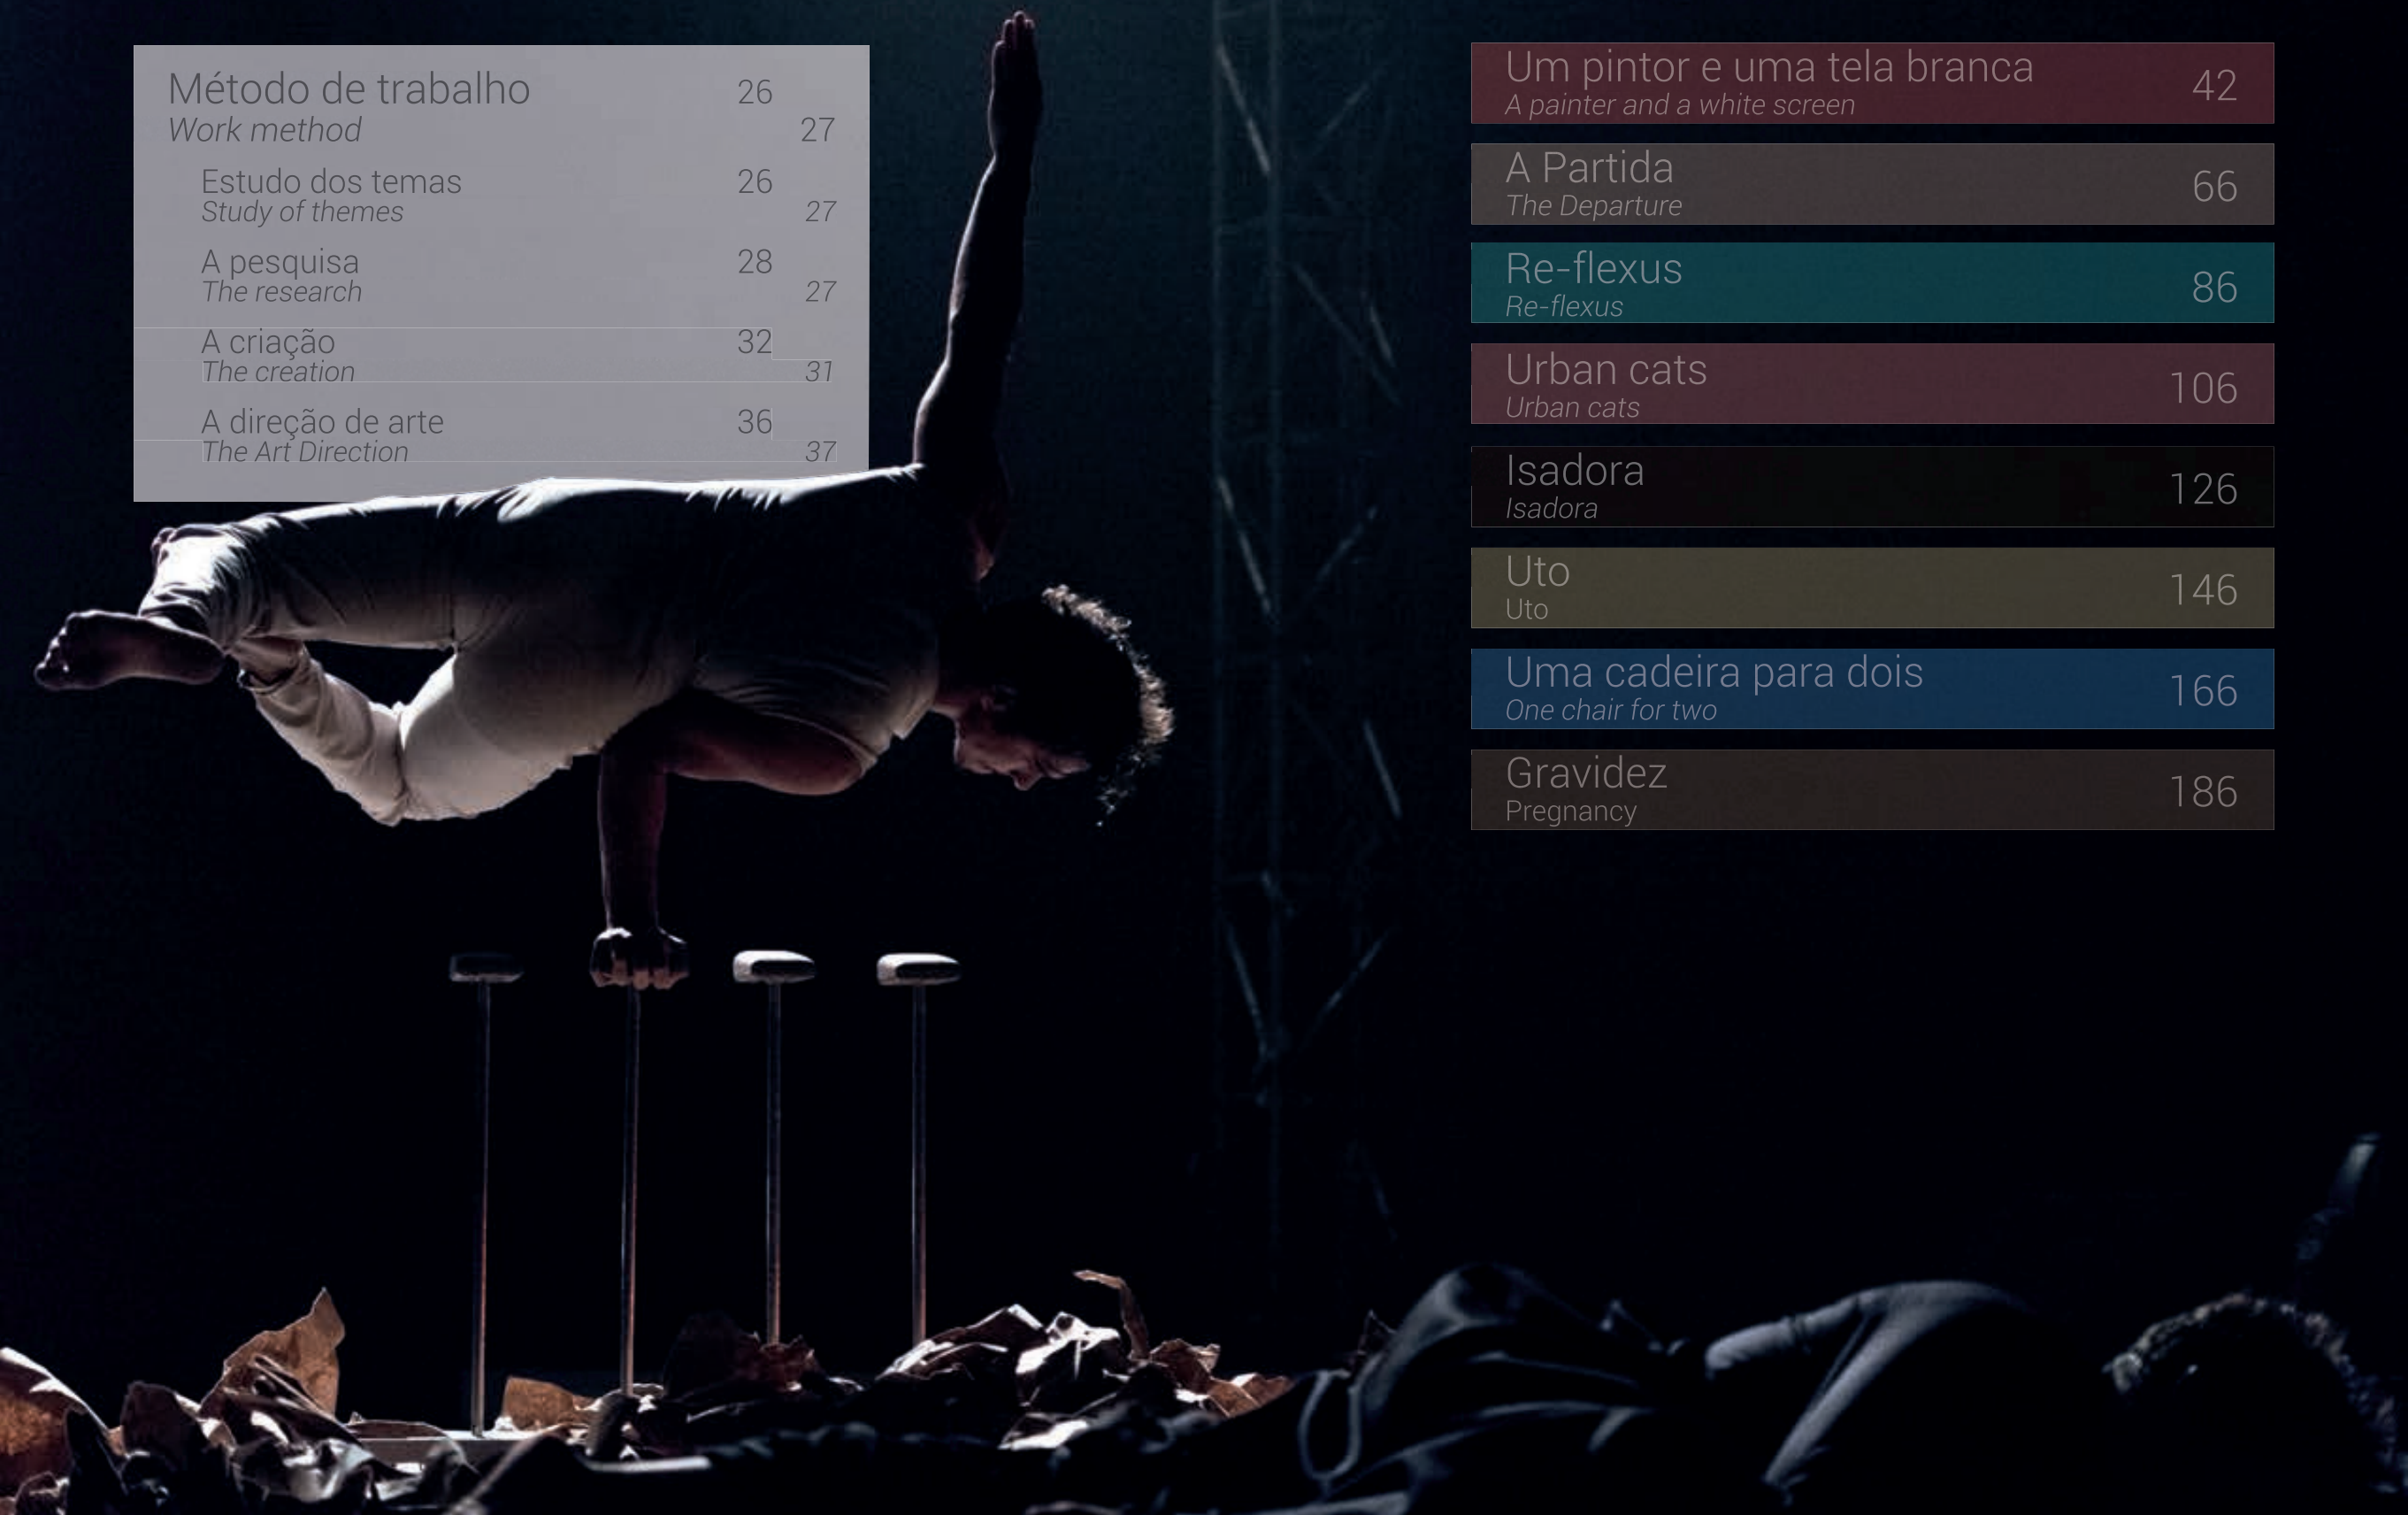 Método de trabalho 26
Work method 27
Estudo dos temas 26
Study of themes 27
A pesquisa 28
The research 27
A criação 32
The creation 31
A direção de arte 36
The Art Direction 37
Um pintor e uma tela branca 42
A painter and a white screen
A Partida 66
The Departure
Re-flexus 86
Re-flexus
Urban cats 106
Urban cats
Isadora 126
Isadora
Uto 146
Uto
Uma cadeira para dois 166
One chair for two
Gravidez 186
Pregnancy